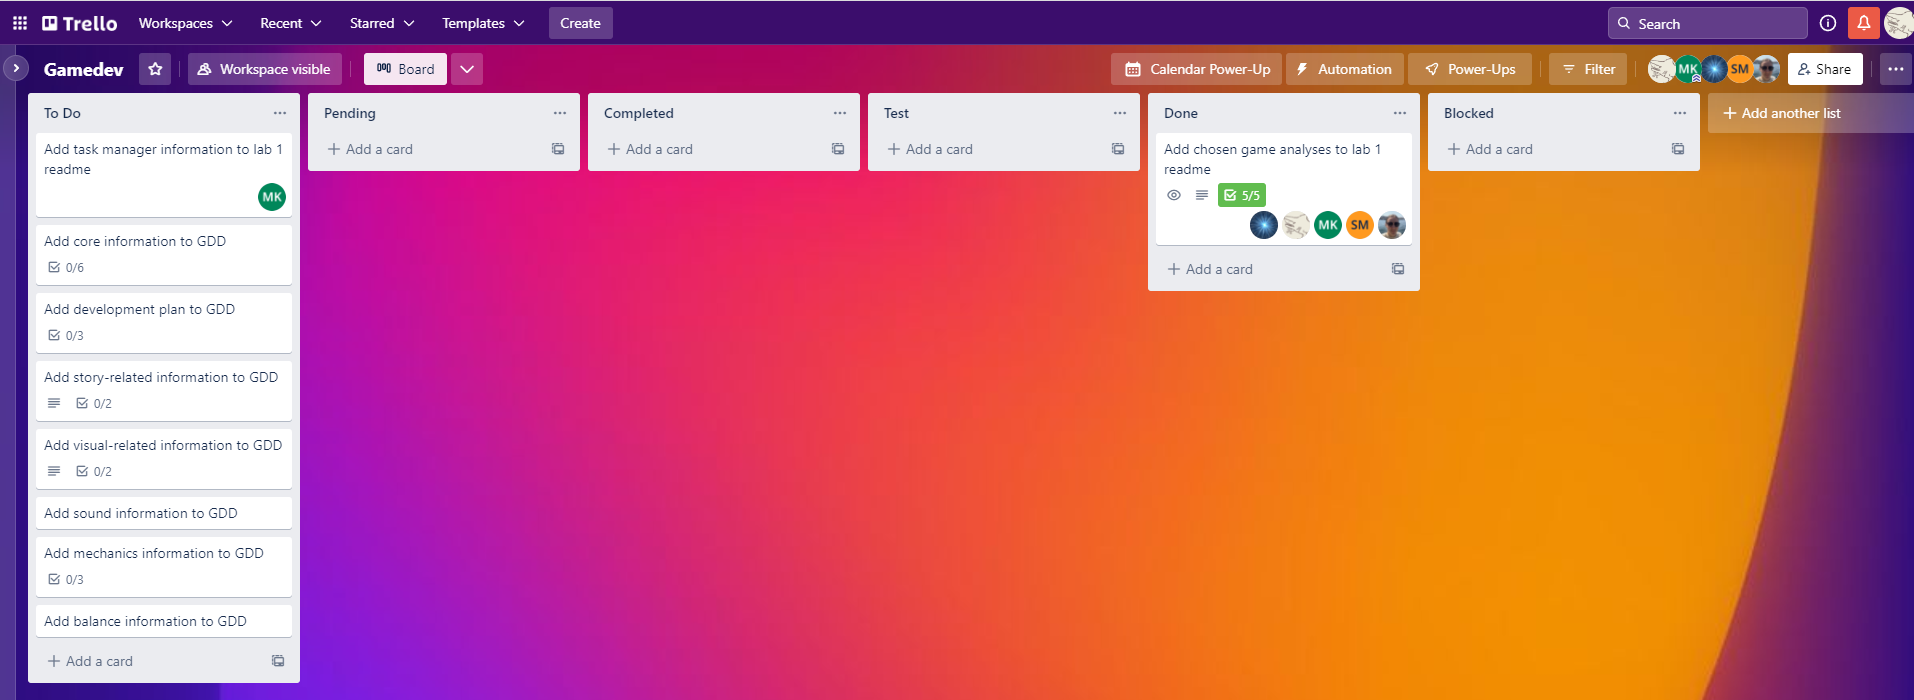 Trello Workspaces Recent Starred Templates Create Search
Gamedev Workspace visible Board Calendar Power-Up Automation Power-Ups Filter MK SM Share
To Do
Add task manager information to lab 1
readme
MK
Add core information to GDD
0/6
Add development plan to GDD
0/3
Add story-related information to GDD
0/2
Add visual-related information to GDD
0/2
Add sound information to GDD
Add mechanics information to GDD
0/3
Add balance information to GDD
Add a card
Pending
Add a card
Completed
Add a card
Test
Add a card
Done
Add chosen game analyses to lab 1
readme
5/5
MK SM
Add a card
Blocked
Add a card
Add another list